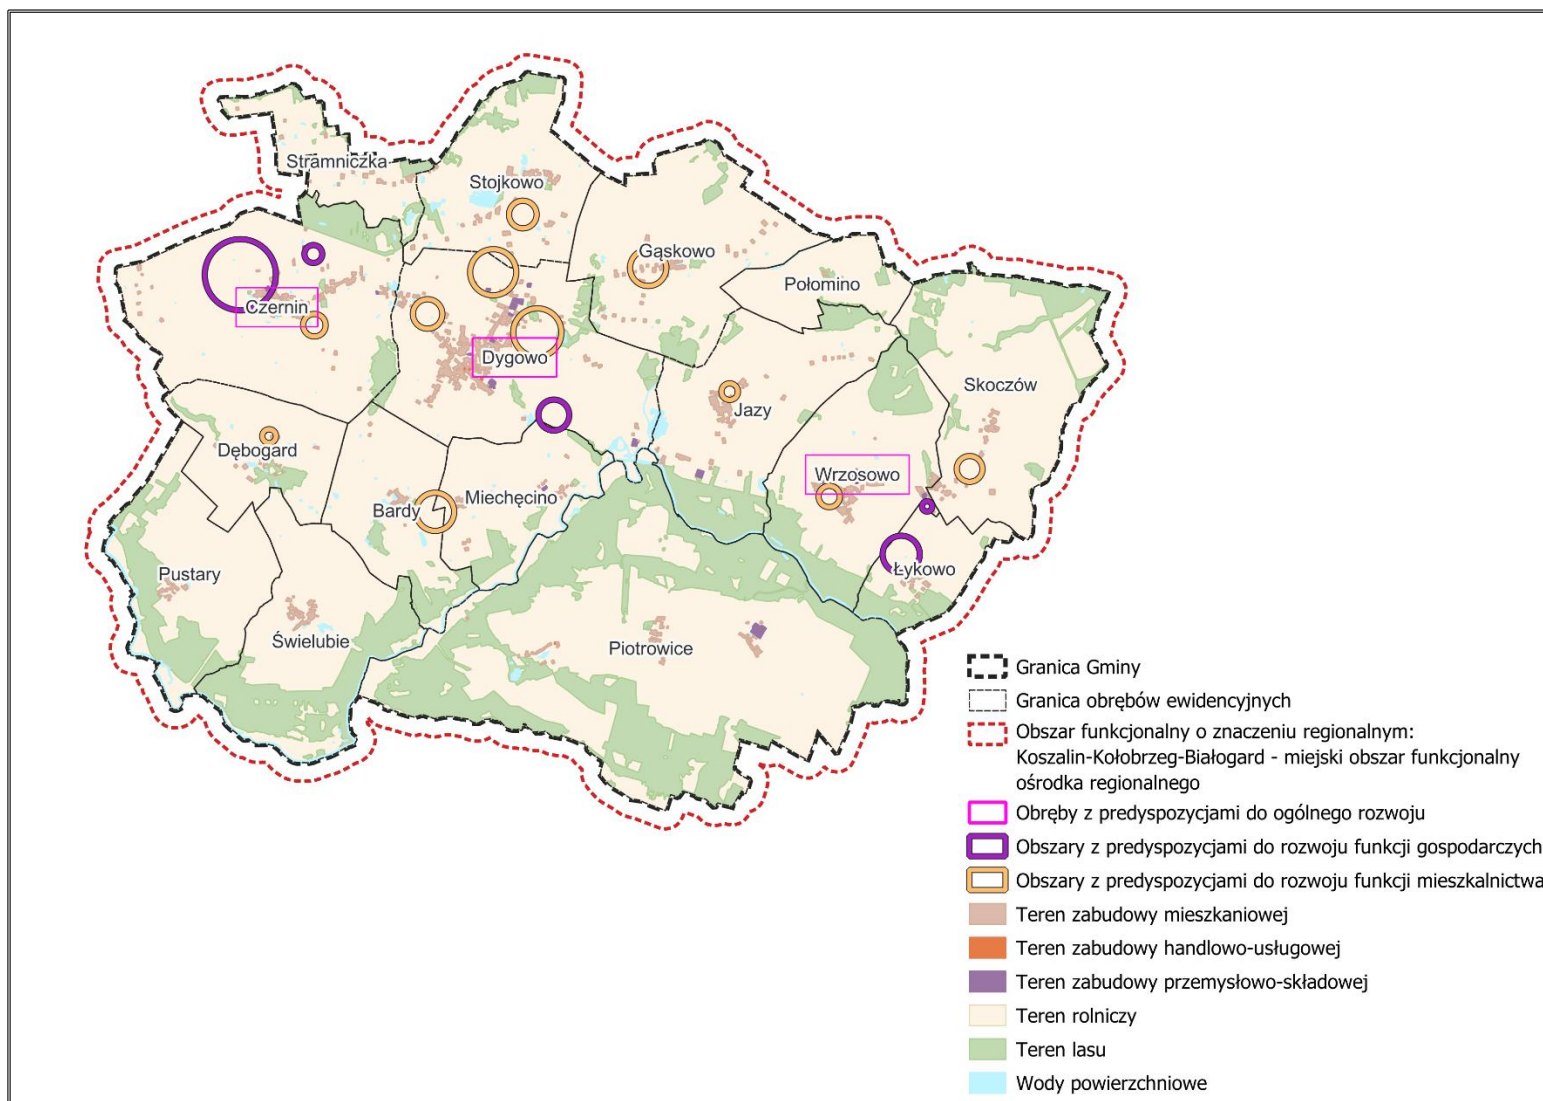 Stramniczka
Stojkowo
Gąskowo
Połomino
Czernin
Dygowo
Skoczów
Jazy
Dębogard
Wrzosowo
Bardy
Miechęcino
Łykowo
Pustary
Świelubie
Piotrowice
Granica Gminy
Granica obrębów ewidencyjnych
Obszar funkcjonalny o znaczeniu regionalnym:
Koszalin-Kołobrzeg-Białogard - miejski obszar funkcjonalny
ośrodka regionalnego
Obręby z predyspozycjami do ogólnego rozwoju
Obszary z predyspozycjami do rozwoju funkcji gospodarczych
Obszary z predyspozycjami do rozwoju funkcji mieszkalnictwa
Teren zabudowy mieszkaniowej
Teren zabudowy handlowo-usługowej
Teren zabudowy przemysłowo-składowej
Teren rolniczy
Teren lasu
Wody powierzchniowe